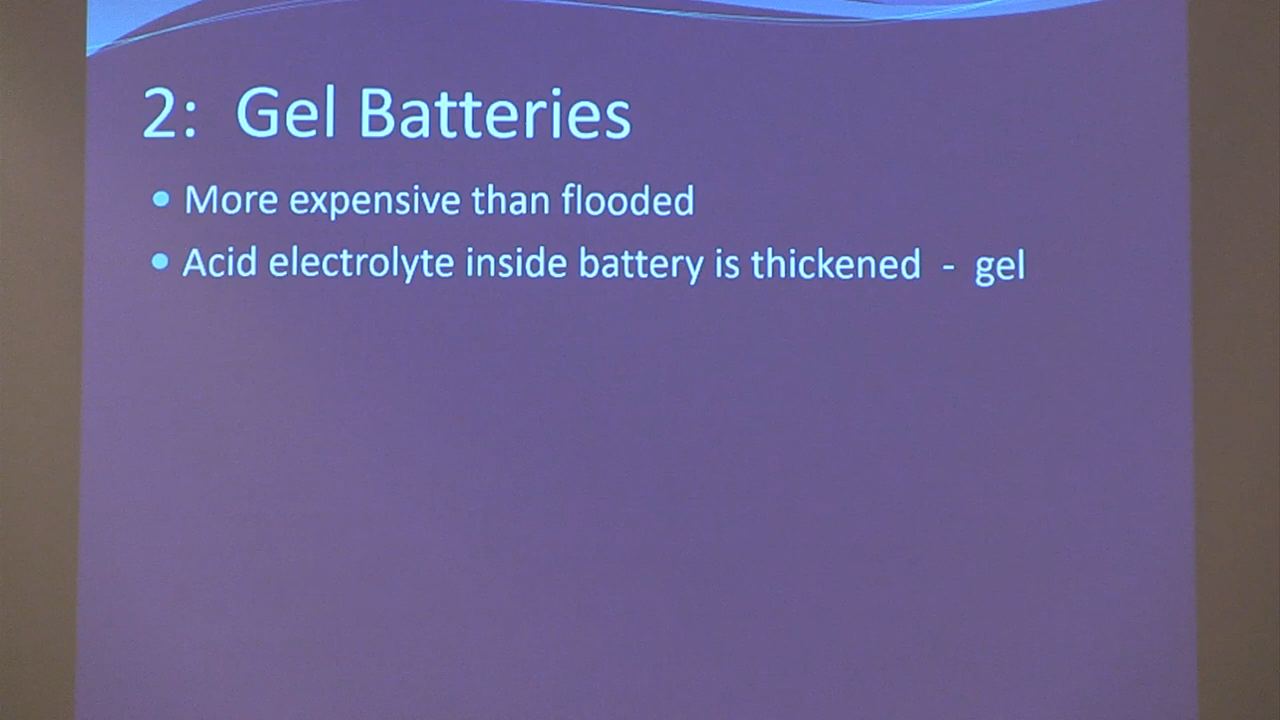 2: Gel Batteries
• More expensive than flooded
• Acid electrolyte inside battery is thickened - gel